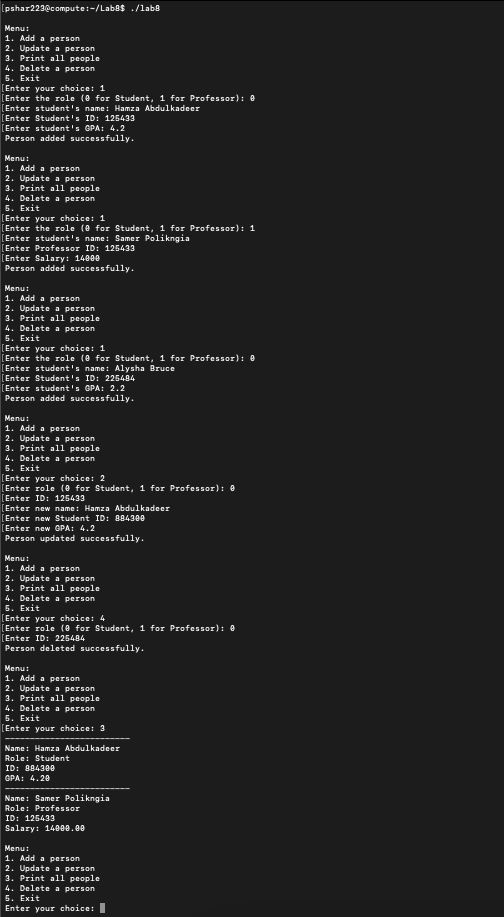 [pshar223@compute:~/Lab8$ ./lab8

Menu:
1. Add a person
2. Update a person
3. Print all people
4. Delete a person
5. Exit
[Enter your choice: 1
[Enter the role (0 for Student, 1 for Professor): 0
[Enter student's name: Hamza Abdulkadeer
[Enter Student's ID: 125433
[Enter student's GPA: 4.2
Person added successfully.

Menu:
1. Add a person
2. Update a person
3. Print all people
4. Delete a person
5. Exit
[Enter your choice: 1
[Enter the role (0 for Student, 1 for Professor): 1
[Enter student's name: Samer Polikngia
[Enter Professor ID: 125433
[Enter Salary: 14000
Person added successfully.

Menu:
1. Add a person
2. Update a person
3. Print all people
4. Delete a person
5. Exit
[Enter your choice: 1
[Enter the role (0 for Student, 1 for Professor): 0
[Enter student's name: Alysha Bruce
[Enter Student's ID: 225484
[Enter student's GPA: 2.2
Person added successfully.

Menu:
1. Add a person
2. Update a person
3. Print all people
4. Delete a person
5. Exit
[Enter your choice: 2
[Enter role (0 for Student, 1 for Professor): 0
[Enter ID: 125433
[Enter new name: Hamza Abdulkadeer
[Enter new Student ID: 884300
[Enter new GPA: 4.2
Person updated successfully.

Menu:
1. Add a person
2. Update a person
3. Print all people
4. Delete a person
5. Exit
[Enter your choice: 4
[Enter role (0 for Student, 1 for Professor): 0
[Enter ID: 225484
Person deleted successfully.

Menu:
1. Add a person
2. Update a person
3. Print all people
4. Delete a person
5. Exit
[Enter your choice: 3
-------------------------
Name: Hamza Abdulkadeer
Role: Student
ID: 884300
GPA: 4.20
-------------------------
Name: Samer Polikngia
Role: Professor
ID: 125433
Salary: 14000.00

Menu:
1. Add a person
2. Update a person
3. Print all people
4. Delete a person
5. Exit
Enter your choice: